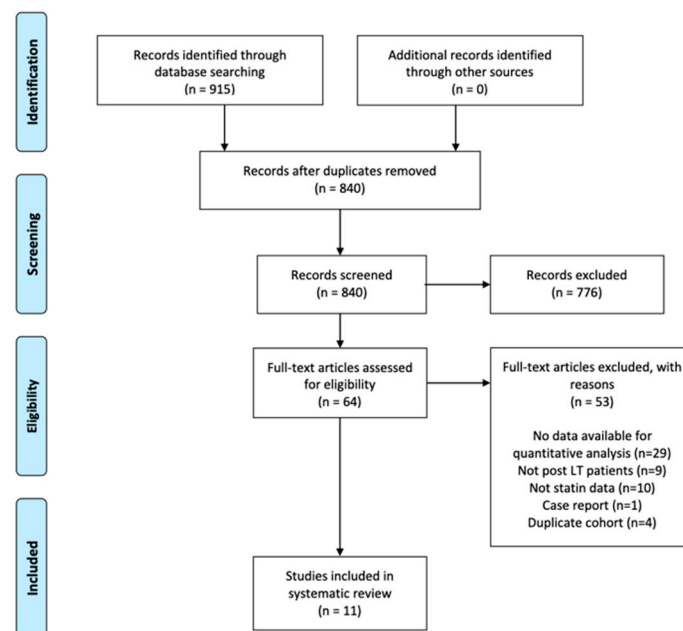 Identification
Records identified through
database searching
(n = 915)
Additional records identified
through other sources
(n = 0)
Records after duplicates removed
(n = 840)
Screening
Records screened
(n = 840)
Records excluded
(n = 776)
Eligibility
Full-text articles assessed
for eligibility
(n = 64)
Full-text articles excluded, with
reasons
(n = 53)
No data available for
quantitative analysis (n=29)
Not post LT patients (n=9)
Not statin data (n=10)
Case report (n=1)
Duplicate cohort (n=4)
Included
Studies included in
systematic review
(n = 11)